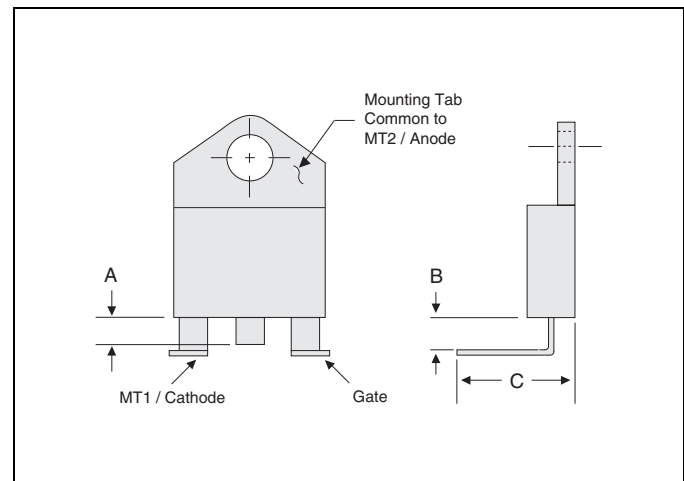 Mounting Tab
Common to
MT2 / Anode
A
B
C
MT1 / Cathode
Gate